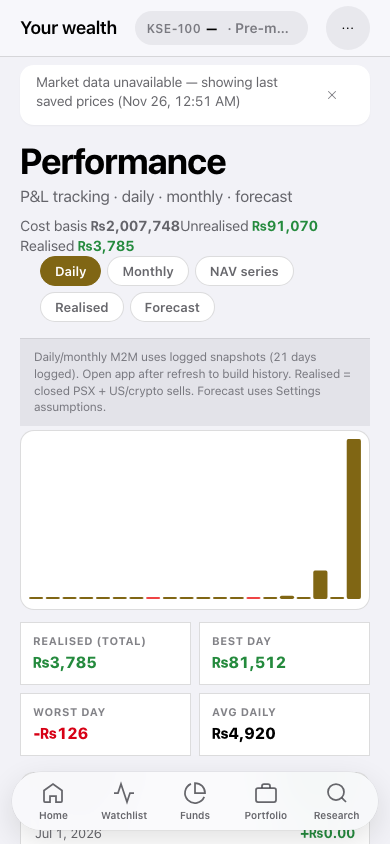 Your wealth
KSE-100 — · Pre-m...
...
Market data unavailable — showing last
saved prices (Nov 26, 12:51 AM)
×
Performance
P&L tracking · daily · monthly · forecast
Cost basis ₨2,007,748Unrealised ₨91,070
Realised ₨3,785
Daily
Monthly
NAV series
Realised
Forecast
Daily/monthly M2M uses logged snapshots (21 days
logged). Open app after refresh to build history. Realised =
closed PSX + US/crypto sells. Forecast uses Settings
assumptions.
REALISED (TOTAL)
₨3,785
BEST DAY
₨81,512
WORST DAY
-₨126
AVG DAILY
₨4,920
Home
Watchlist
Funds
Portfolio
Research
Jul 1, 2026
+₨0.00